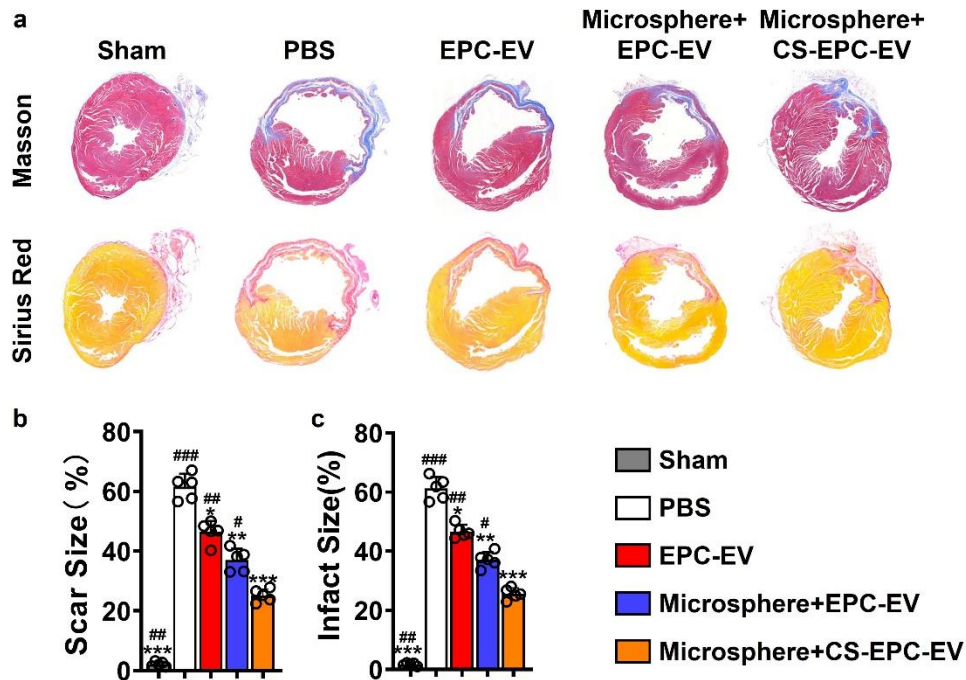 a
Sham
PBS
EPC-EV
Microsphere+
EPC-EV
Microsphere+
CS-EPC-EV
Masson
Sirius Red
b
Scar Size( %)
80
60
40
20
0
##
***
###
##
*
#
**
***
c
Infact Size(%)
80
60
40
20
0
##
***
###
##
*
#
**
***
Sham
PBS
EPC-EV
Microsphere+EPC-EV
Microsphere+CS-EPC-EV